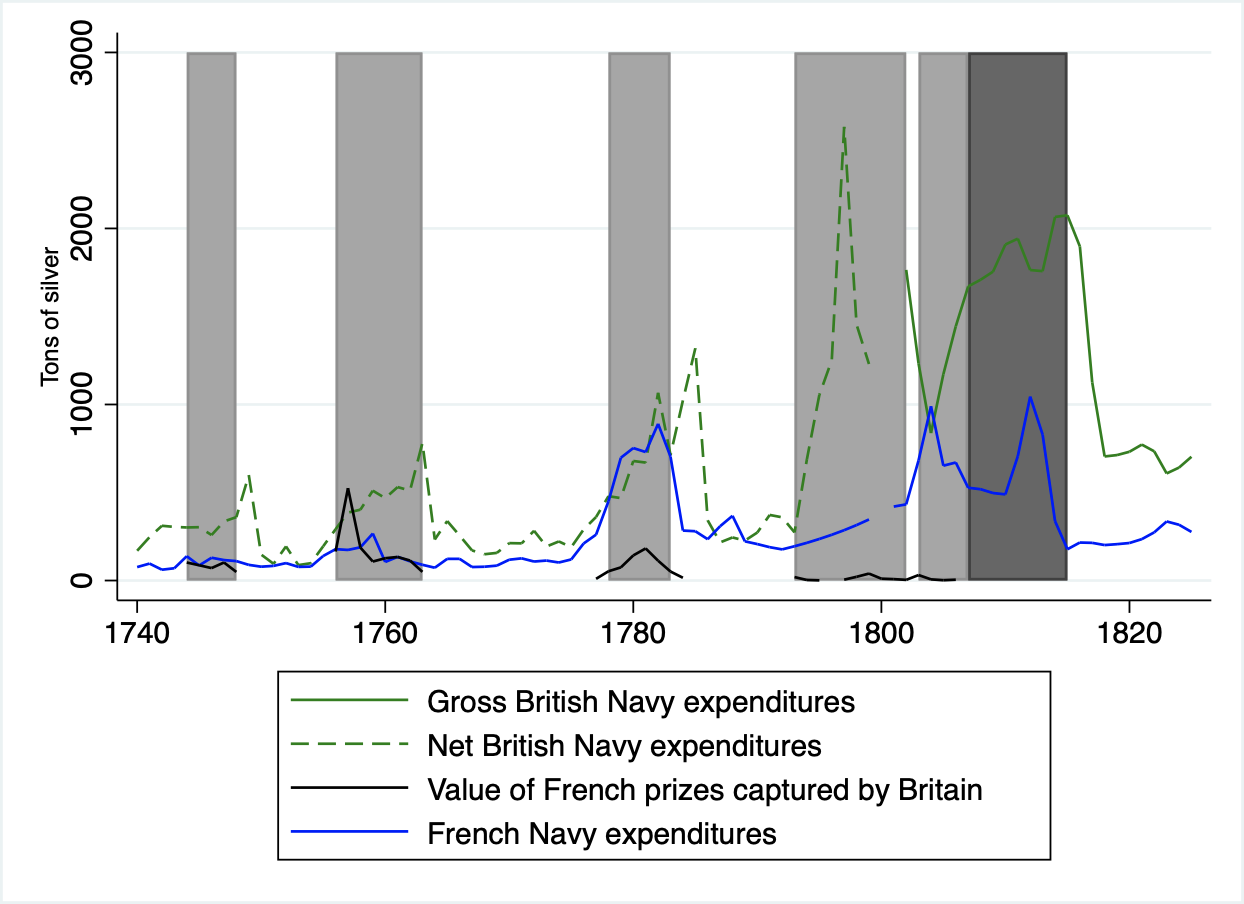 3000
2000
1000
0
Tons of silver
1740 1760 1780 1800 1820
Gross British Navy expenditures
Net British Navy expenditures
Value of French prizes captured by Britain
French Navy expenditures